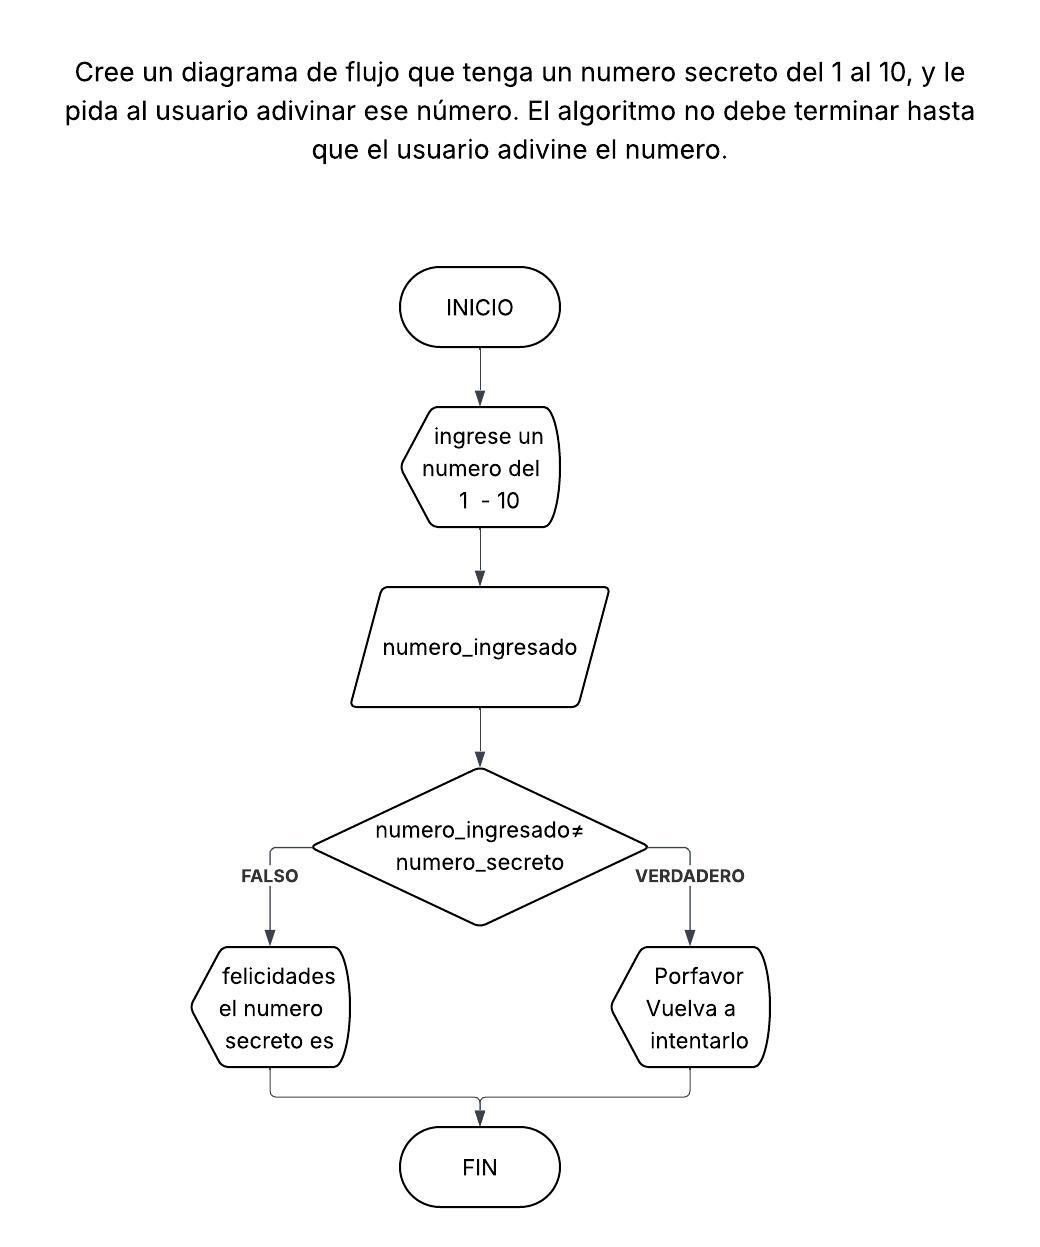 Cree un diagrama de flujo que tenga un numero secreto del 1 al 10, y le
pida al usuario adivinar ese número. El algoritmo no debe terminar hasta
que el usuario adivine el numero.
INICIO
ingrese un
numero del
1 - 10
numero_ingresado
numero_ingresado≠
numero_secreto
FALSO
VERDADERO
felicidades
el numero
secreto es
Porfavor
Vuelva a
intentarlo
FIN